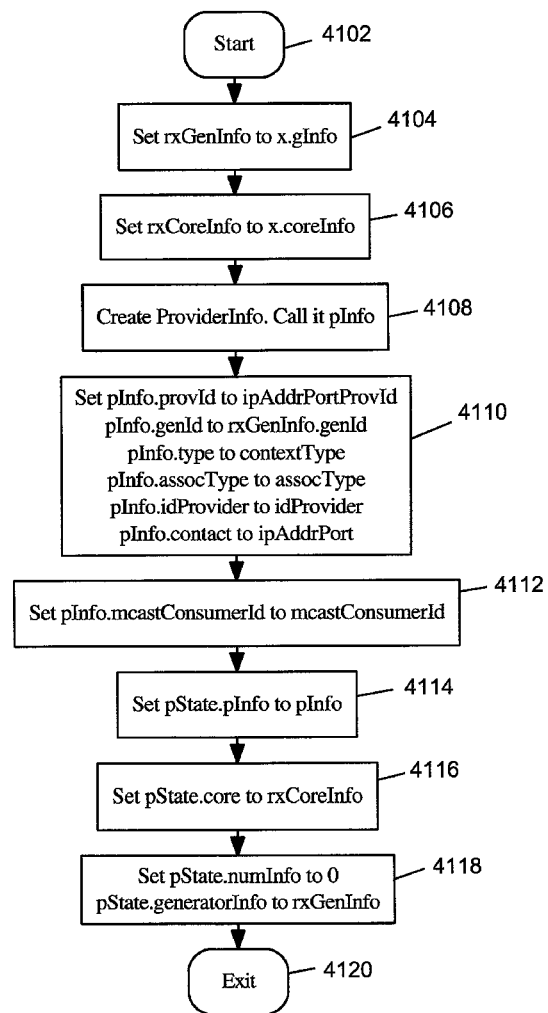 Start
4102
Set rxGenInfo to x.gInfo
4104
Set rxCoreInfo to x.coreInfo
4106
Create ProviderInfo. Call it pInfo
4108
Set pInfo.provId to ipAddrPortProvId
pInfo.genId to rxGenInfo.genId
pInfo.type to contextType
pInfo.assocType to assocType
pInfo.idProvider to idProvider
pInfo.contact to ipAddrPort
4110
Set pInfo.mcastConsumerId to mcastConsumerId
4112
Set pState.pInfo to pInfo
4114
Set pState.core to rxCoreInfo
4116
Set pState.numInfo to 0
pState.generatorInfo to rxGenInfo
4118
Exit
4120